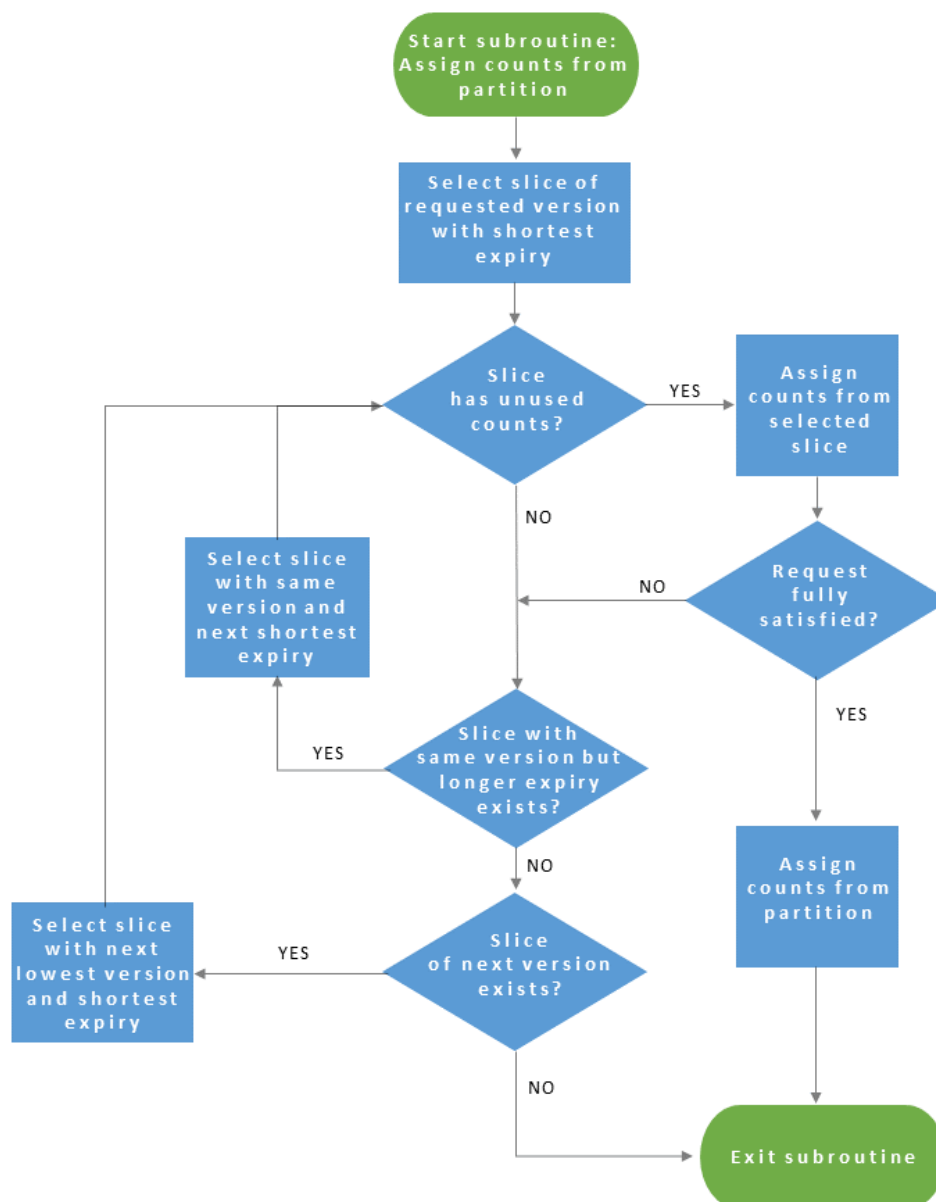 Start subroutine:
Assign counts from
partition
Select slice of
requested version
with shortest
expiry
Slice
has unused
counts?
YES
Assign
counts from
selected
slice
NO
Select slice
with same
version and
next shortest
expiry
NO
Request
fully
satisfied?
YES
YES
Slice with
same version but
longer expiry
exists?
NO
Assign
counts from
partition
Select slice
with next
lowest version
and shortest
expiry
YES
Slice
of next version
exists?
NO
Exit subroutine